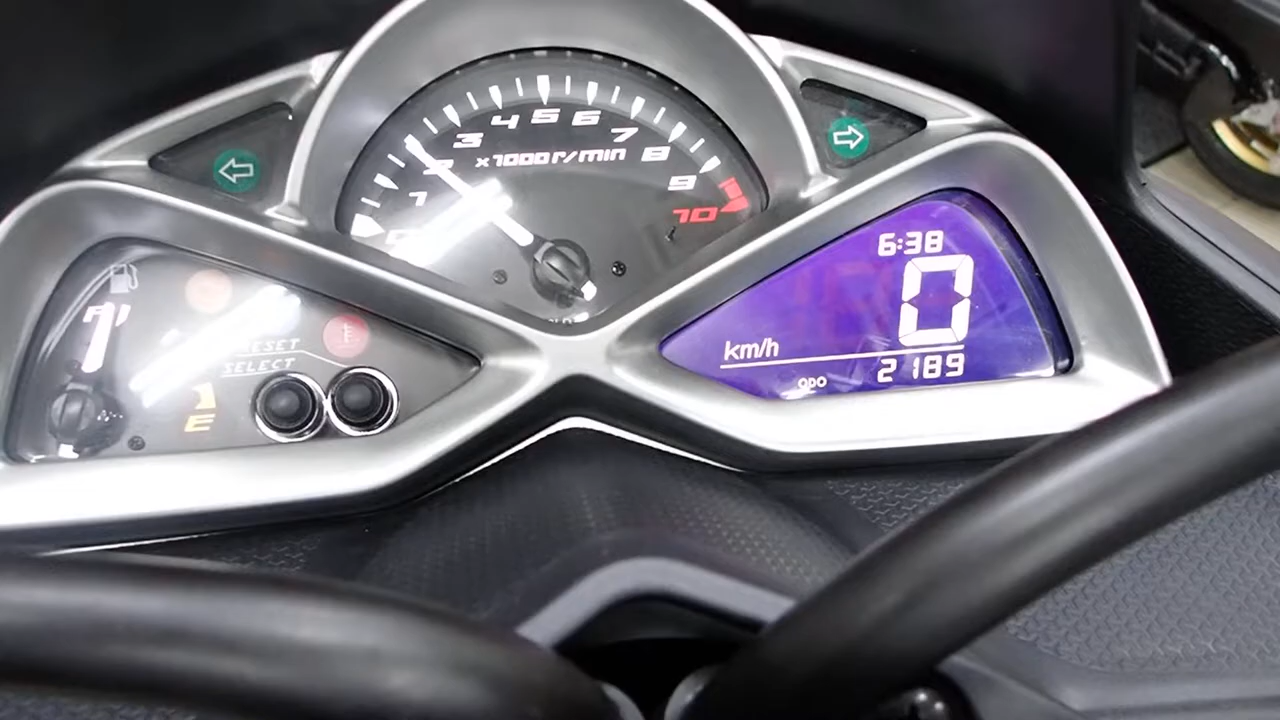 1 2 3 4 5 6 7 8 9 10
x1000r/min
6:38
0
km/h
ODO 2189
RESET
SELECT
E